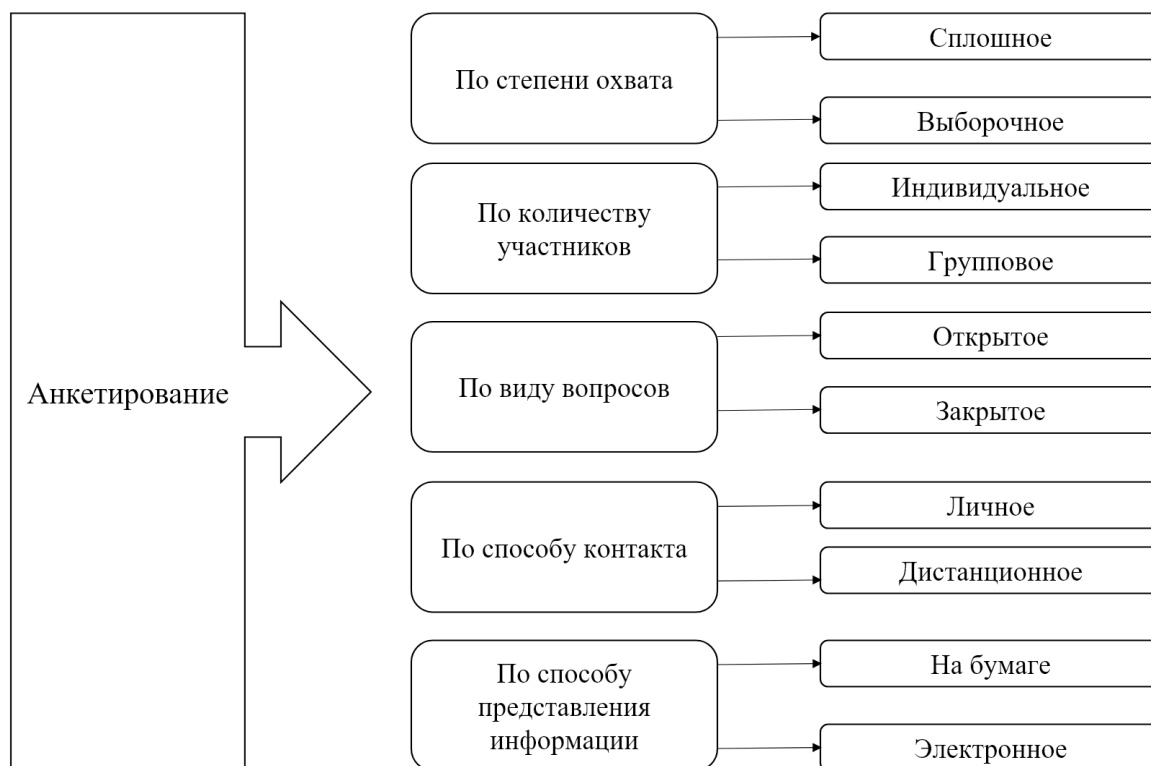 Анкетирование
По степени охвата
Сплошное
Выборочное
По количеству
участников
Индивидуальное
Групповое
По виду вопросов
Открытое
Закрытое
По способу контакта
Личное
Дистанционное
По способу
представления
информации
На бумаге
Электронное